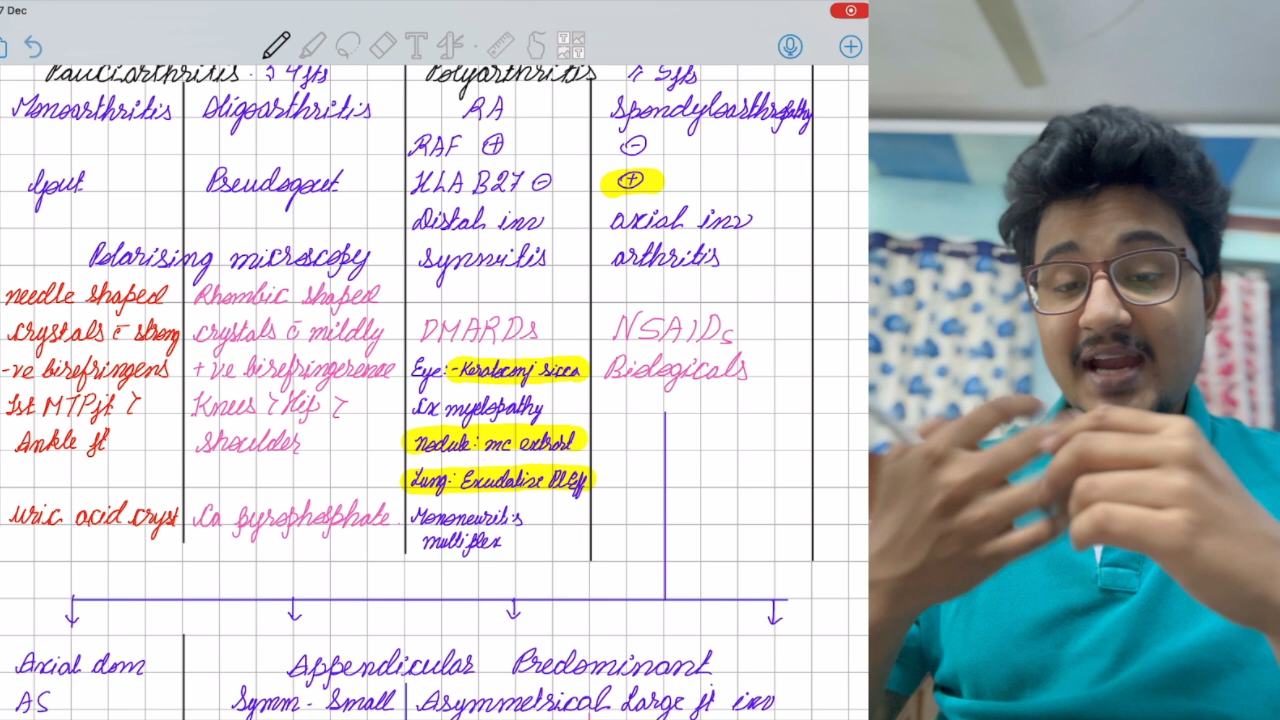 7 Dec
Pauciarthritis 4 jts Polyarthritis 5 jts
Monoarthritis Oligoarthritis RA Spondyloarthropathy
RAF ⊕ ⊖
Gout Pseudogout HLA B27 ⊖ ⊕
Distal inv axial inv
Polarising microscopy synovitis arthritis
needle shaped Rhombic shaped
crystals c̄ strong crystals c̄ mildly DMARDs NSAIDs
-ve birefringens +ve birefringerence Eye:- Keratoconj sicca Biologicals
1st MTP jt > Knees > Hip > Cx myelopathy
Ankle jt shoulder Nodule: mc extraart
Lung: Exudative Pl Eff
uric acid cryst Ca pyrophosphate Mononeuritis
multiplex
Axial dom Appendicular Predominant
AS Symm - Small Asymmetrical Large jt inv